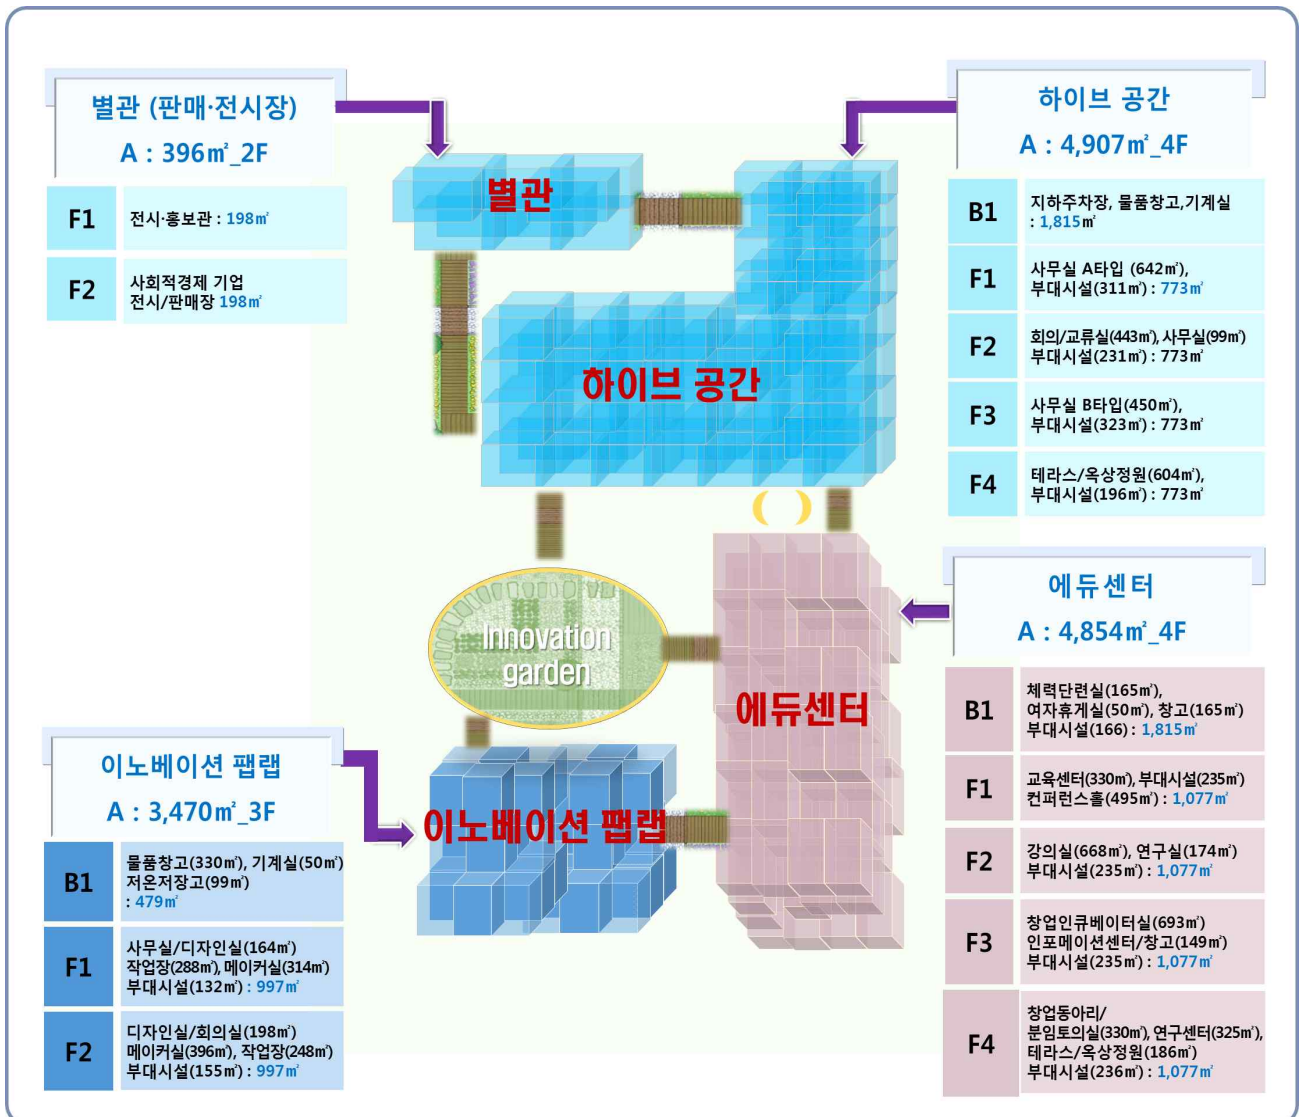 별관 (판매·전시장)
A : 396㎡_2F
F1
전시·홍보관 : 198㎡
F2
사회적경제 기업
전시/판매장 198㎡
하이브 공간
A : 4,907㎡_4F
B1
지하주차장, 물품창고,기계실
: 1,815㎡
F1
사무실 A타입 (642㎡),
부대시설(311㎡) : 773㎡
F2
회의/교류실(443㎡), 사무실(99㎡)
부대시설(231㎡) : 773㎡
F3
사무실 B타입(450㎡),
부대시설(323㎡) : 773㎡
F4
테라스/옥상정원(604㎡),
부대시설(196㎡) : 773㎡
별관
하이브 공간
Innovation
garden
에듀센터
이노베이션 팹랩
에듀센터
A : 4,854㎡_4F
B1
체력단련실(165㎡),
여자휴게실(50㎡), 창고(165㎡)
부대시설(166) : 1,815㎡
F1
교육센터(330㎡), 부대시설(235㎡)
컨퍼런스홀(495㎡) : 1,077㎡
F2
강의실(668㎡), 연구실(174㎡)
부대시설(235㎡) : 1,077㎡
F3
창업인큐베이터실(693㎡)
인포메이션센터/창고(149㎡)
부대시설(235㎡) : 1,077㎡
F4
창업동아리/
분임토의실(330㎡), 연구센터(325㎡),
테라스/옥상정원(186㎡)
부대시설(236㎡) : 1,077㎡
이노베이션 팹랩
A : 3,470㎡_3F
B1
물품창고(330㎡), 기계실(50㎡)
저온저장고(99㎡)
: 479㎡
F1
사무실/디자인실(164㎡)
작업장(288㎡), 메이커실(314㎡)
부대시설(132㎡) : 997㎡
F2
디자인실/회의실(198㎡)
메이커실(396㎡), 작업장(248㎡)
부대시설(155㎡) : 997㎡